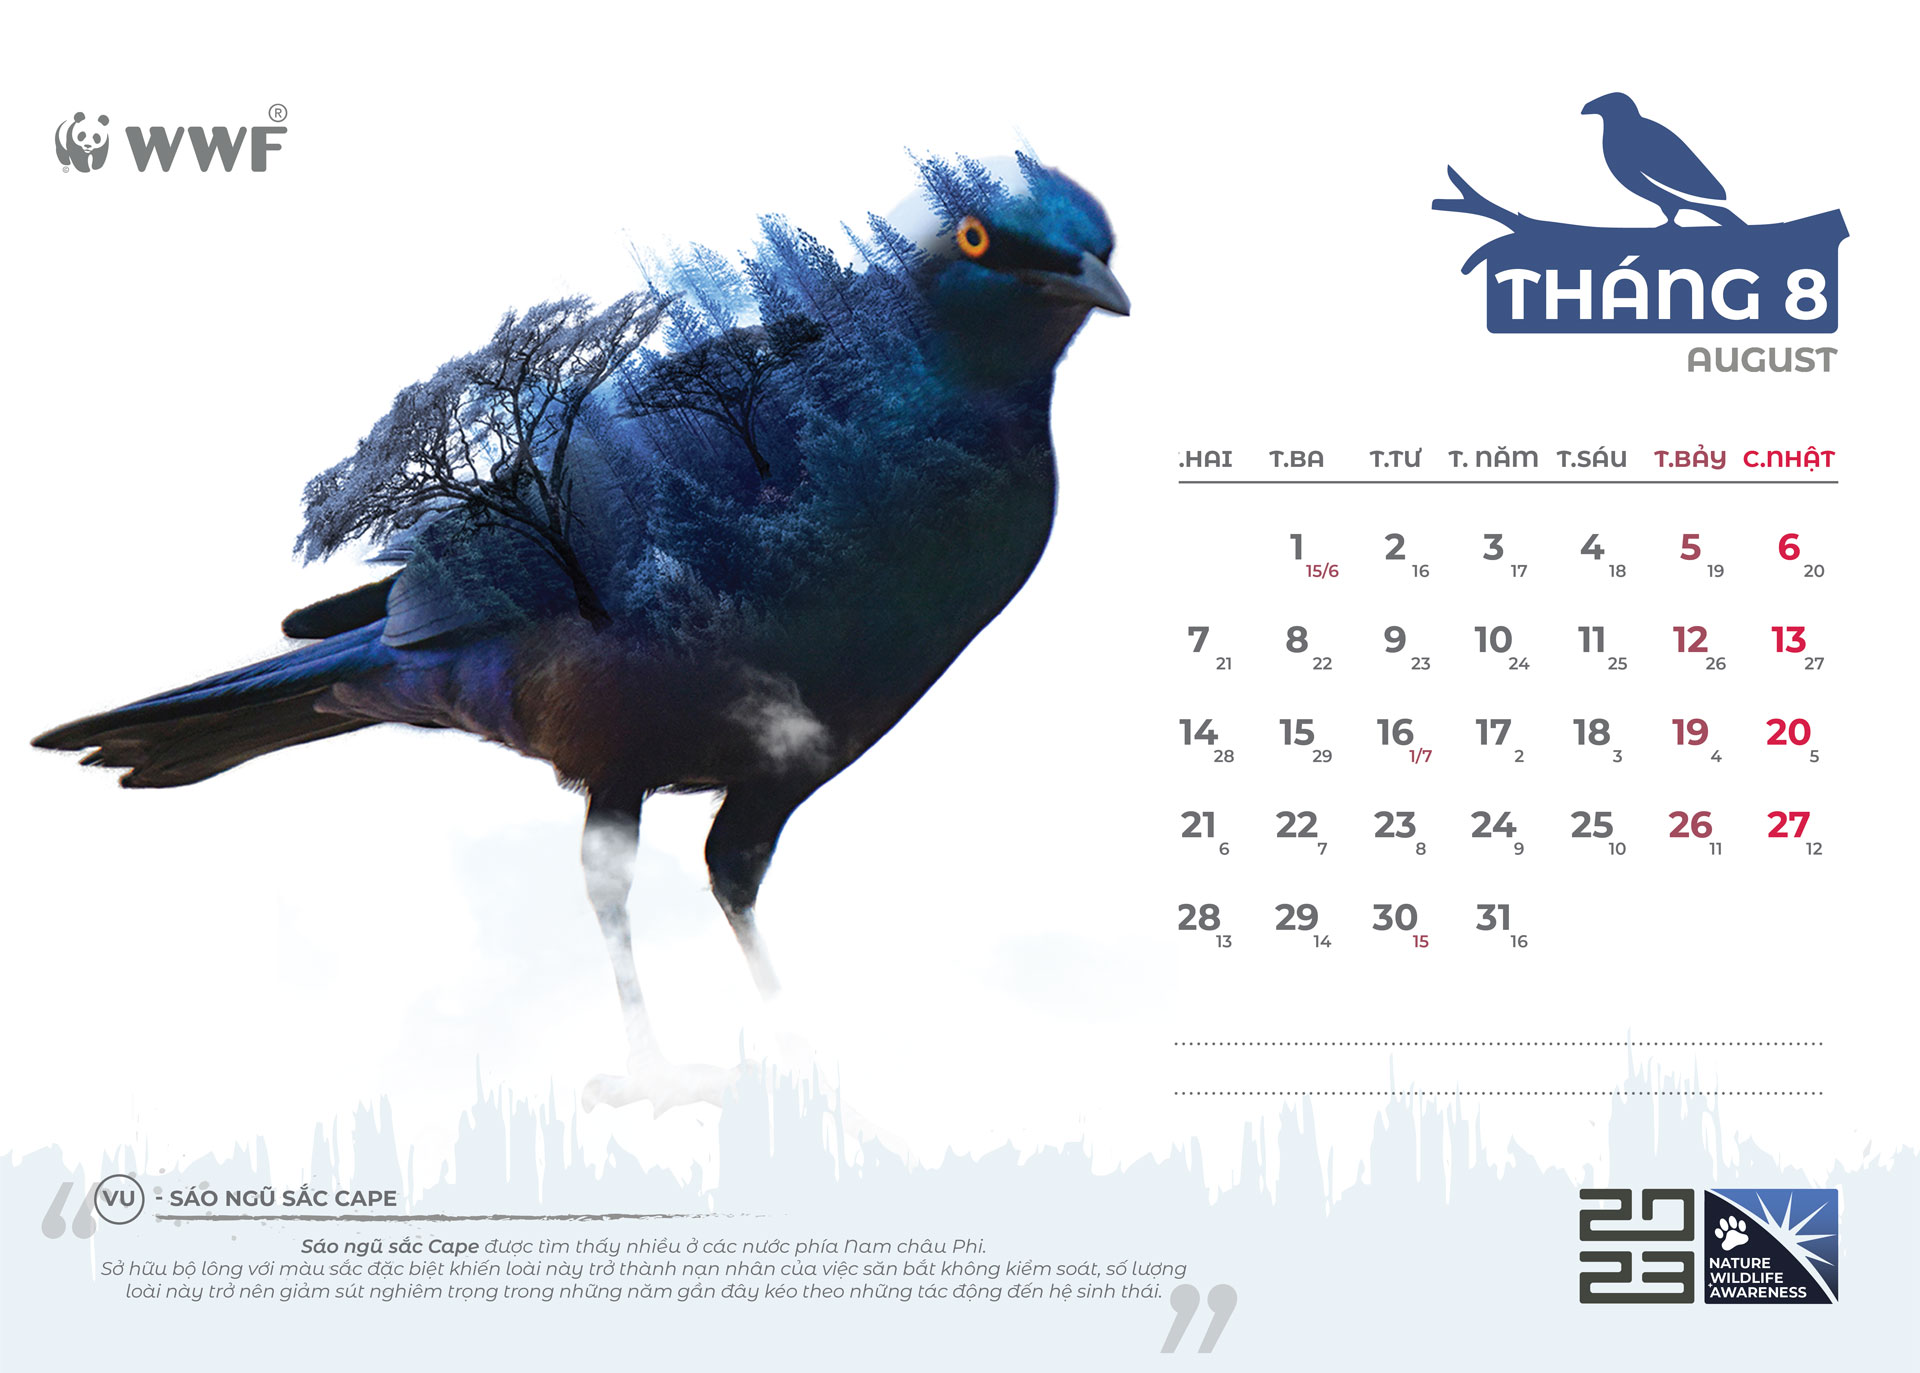 WWF®
©
THÁNG 8
AUGUST
.HAI T.BA T.TƯ T. NĂM T.SÁU T.BẢY C.NHẬT
1 2 3 4 5 6
15/6 16 17 18 19 20
7 8 9 10 11 12 13
21 22 23 24 25 26 27
14 15 16 17 18 19 20
28 29 1/7 2 3 4 5
21 22 23 24 25 26 27
6 7 8 9 10 11 12
28 29 30 31
13 14 15 16
“
VU - SÁO NGŨ SẮC CAPE
Sáo ngũ sắc Cape được tìm thấy nhiều ở các nước phía Nam châu Phi.
Sở hữu bộ lông với màu sắc đặc biệt khiến loài này trở thành nạn nhân của việc săn bắt không kiểm soát, số lượng
loài này trở nên giảm sút nghiêm trọng trong những năm gần đây kéo theo những tác động đến hệ sinh thái.
”
20
23
NATURE
WILDLIFE
+AWARENESS